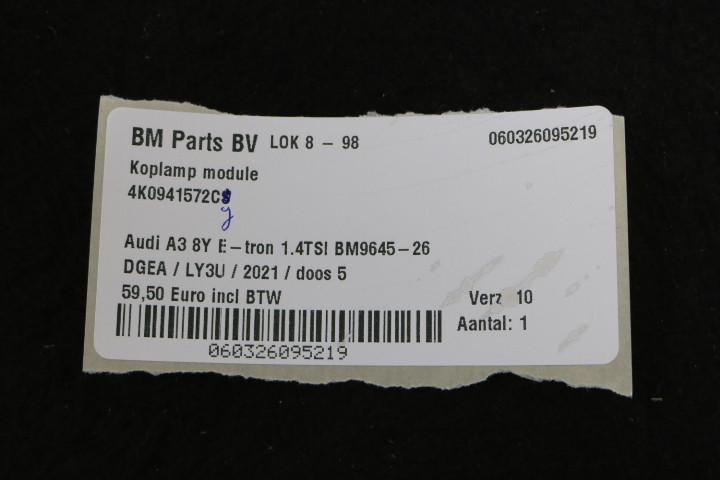 BM Parts BV LOK 8 - 98 060326095219
Koplamp module
4K0941572C
y
Audi A3 8Y E-tron 1.4TSI BM9645-26
DGEA / LY3U / 2021 / doos 5
59,50 Euro incl BTW Verz 10
Aantal: 1
060326095219